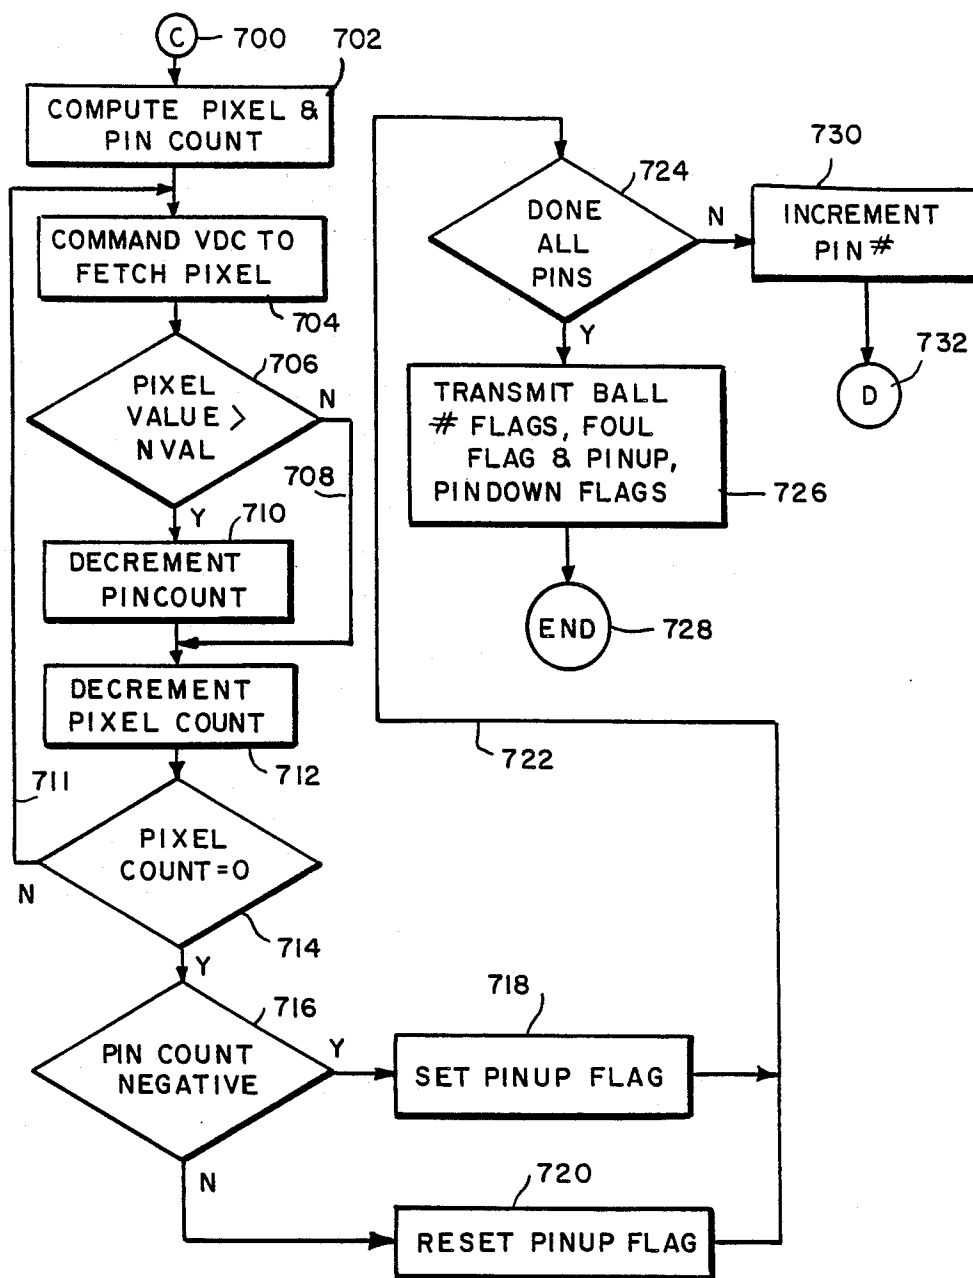 C
700
702
COMPUTE PIXEL &
PIN COUNT
COMMAND VDC TO
FETCH PIXEL
704
706
PIXEL
VALUE >
NVAL
N
708
Y
710
DECREMENT
PINCOUNT
DECREMENT
PIXEL COUNT
711
712
PIXEL
COUNT=0
N
714
Y
716
PIN COUNT
NEGATIVE
Y
N
718
SET PINUP FLAG
720
RESET PINUP FLAG
722
724
DONE
ALL
PINS
N
Y
730
INCREMENT
PIN #
732
D
TRANSMIT BALL
# FLAGS, FOUL
FLAG & PINUP,
PINDOWN FLAGS
726
END
728